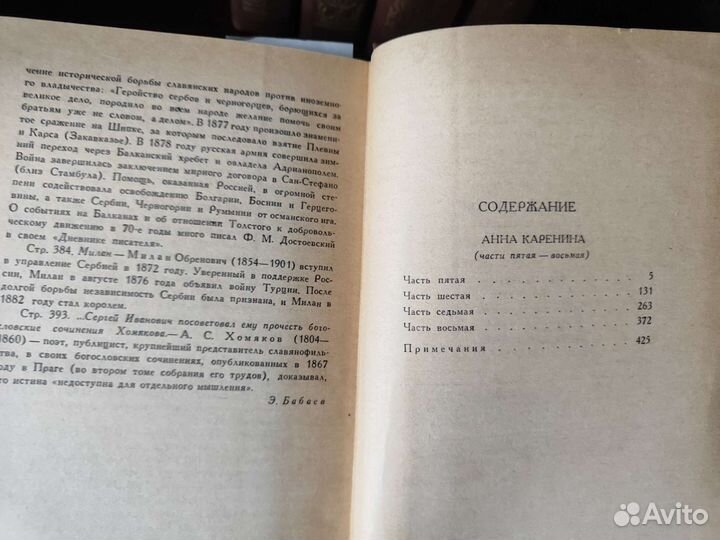 чение исторической борьбы славянских народов против иноземно-
го владычества: «Геройство сербов и черногорцев, борющихся за
великое дело, породило во всем народе желание помочь своим
братьям уже не словом, а делом». В 1877 году произошло знамени-
тое сражение на Шипке, за которым последовало взятие Плевны
и Карса (Закавказье). В 1878 году русская армия совершила зим-
ний переход через Балканский хребет и овладела Адрианополем.
Война завершилась заключением мирного договора в Сан-Стефано
(близ Стамбула). Помощь, оказанная Россией, в огромной сте-
пени содействовала освобождению Болгарии, Боснии и Герцего-
вины, а также Сербии, Черногории и Румынии от османского ига.
О событиях на Балканах и об отношении Толстого к доброволь-
ческому движению в 70-е годы много писал Ф. М. Достоевский
в своем «Дневнике писателя».
Стр. 384. Милан — Милан Обренович (1854—1901) вступил
в управление Сербией в 1872 году. Уверенный в поддержке Рос-
сии, Милан в августе 1876 года объявил войну Турции. После
долгой борьбы независимость Сербии была признана, и Милан в
1882 году стал королем.
Стр. 393. ...Сергей Иванович посоветовал ему прочесть бого-
словские сочинения Хомякова.— А. С. Хомяков (1804—
1860) — поэт, публицист, крупнейший представитель славянофиль-
ства, в своих богословских сочинениях, опубликованных в 1867
году в Праге (во втором томе собрания его трудов), доказывал,
что истина «недоступна для отдельного мышления».
Э. Бабаев
СОДЕРЖАНИЕ
АННА КАРЕНИНА
(части пятая — восьмая)
Часть пятая . . . . . . . . . . . . . 5
Часть шестая . . . . . . . . . . . . 131
Часть седьмая . . . . . . . . . . . 263
Часть восьмая . . . . . . . . . . . 372
Примечания . . . . . . . . . . . . 425
Avito